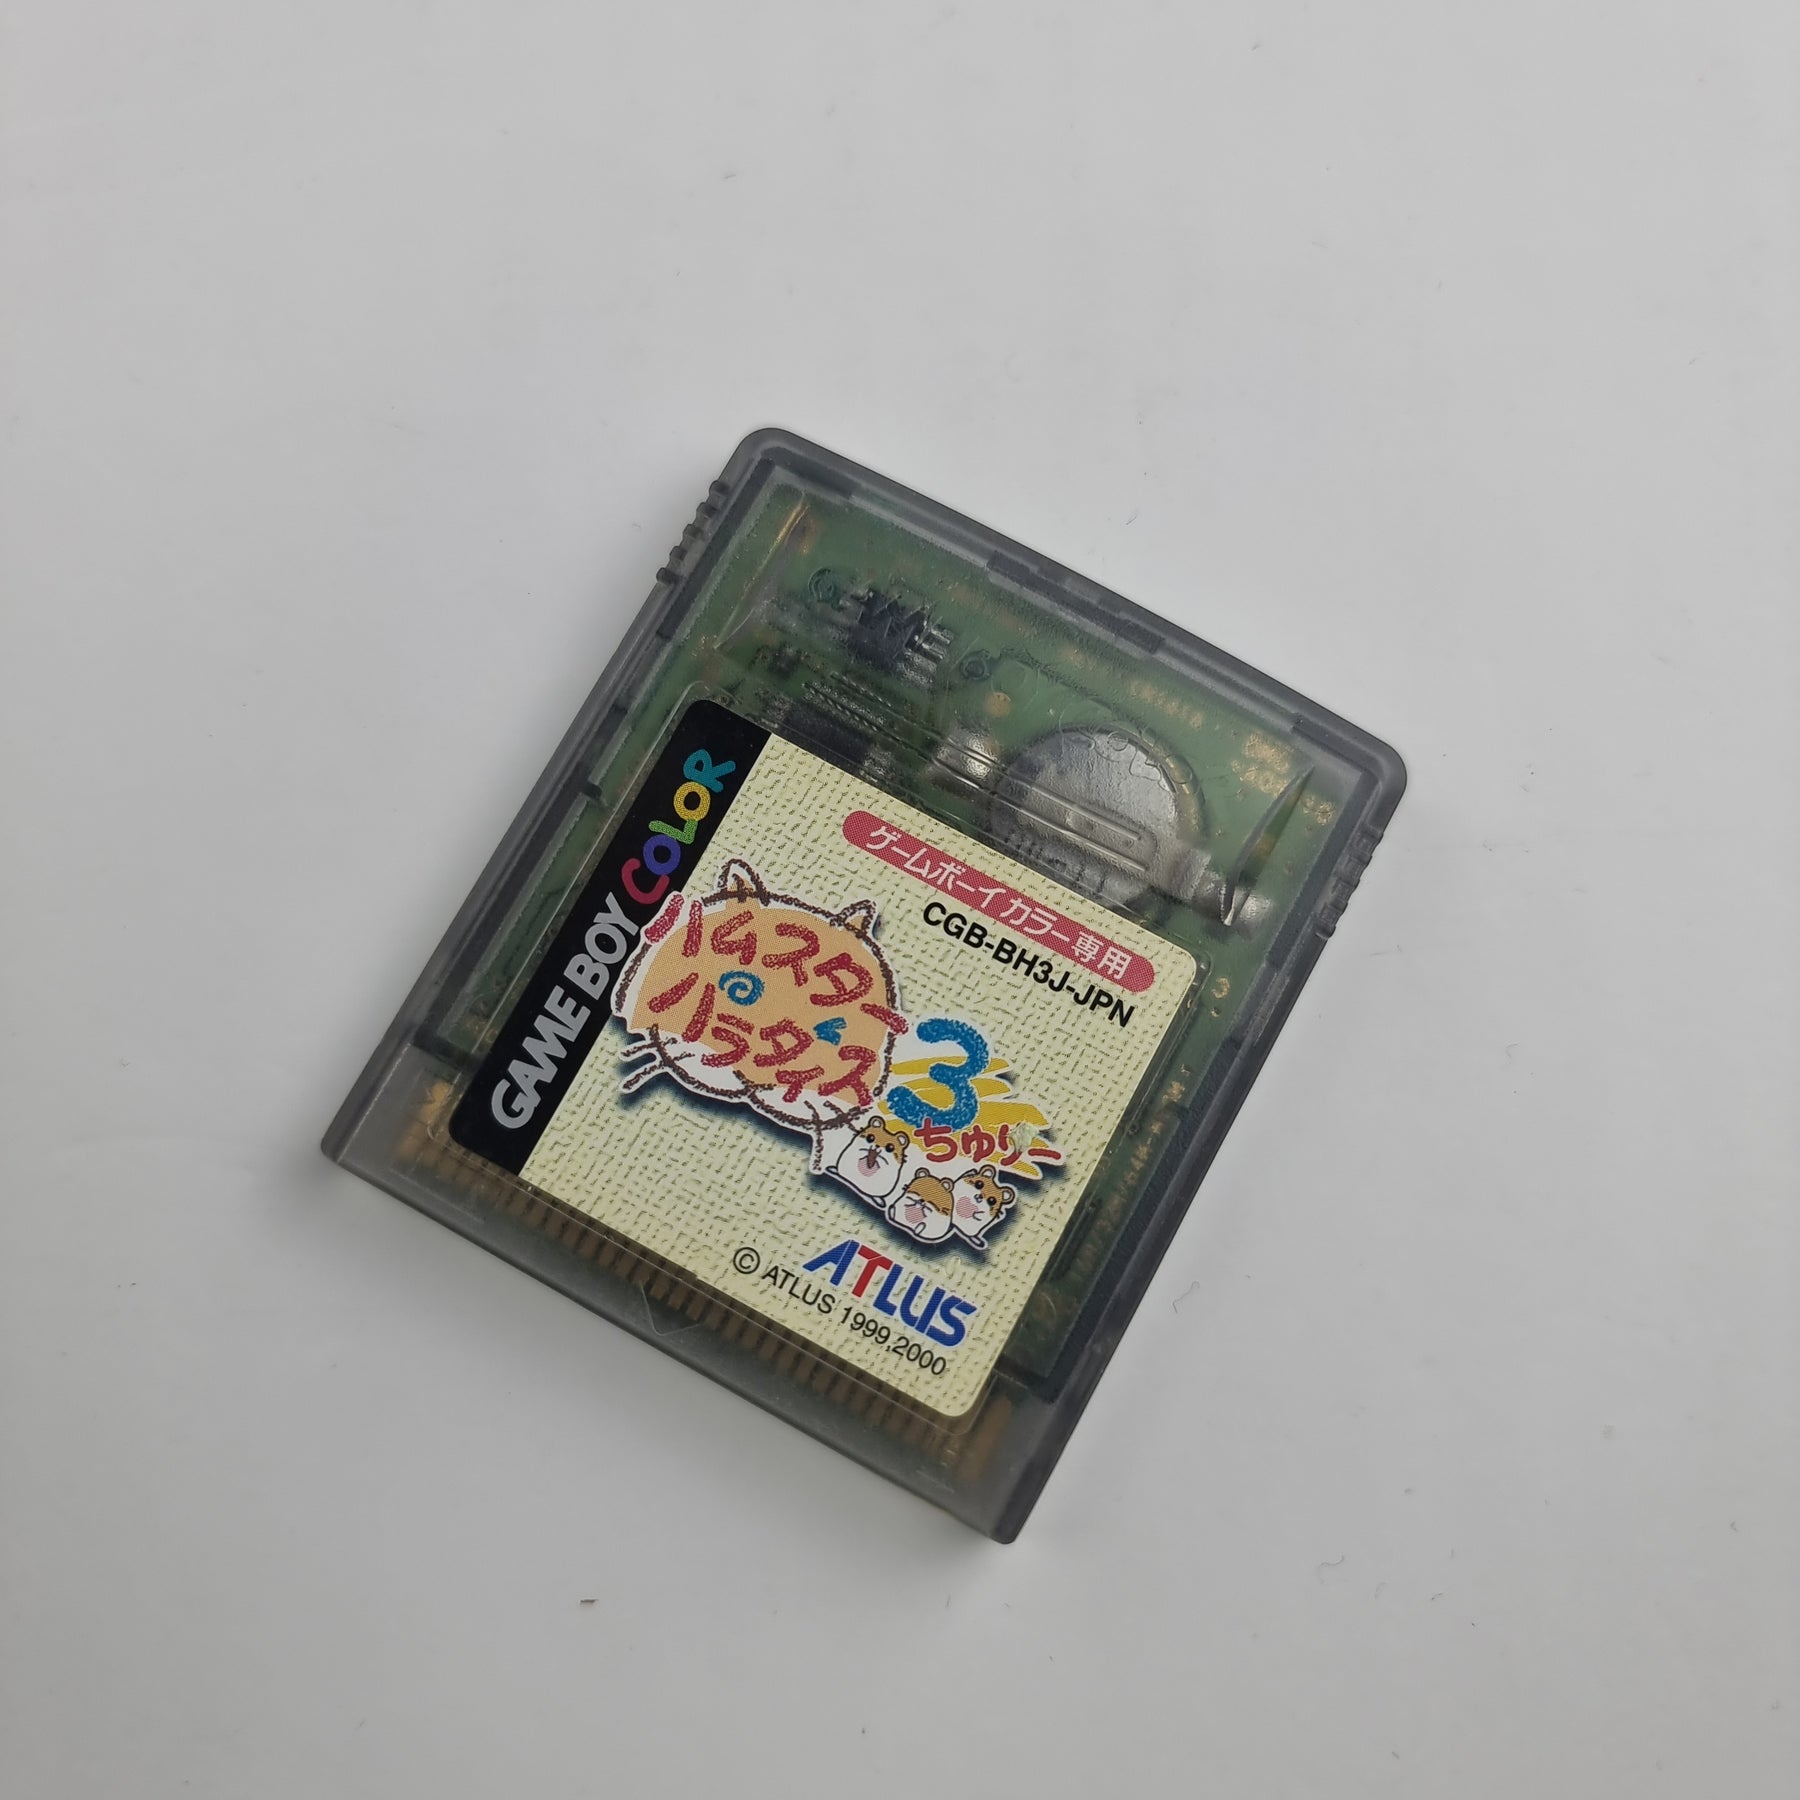 GAME BOY COLOR
ゲームボーイカラー専用
CGB-BH3J-JPN
ハムスター
パラダイス
3
ちゅりー
ATLUS
© ATLUS 1999,2000